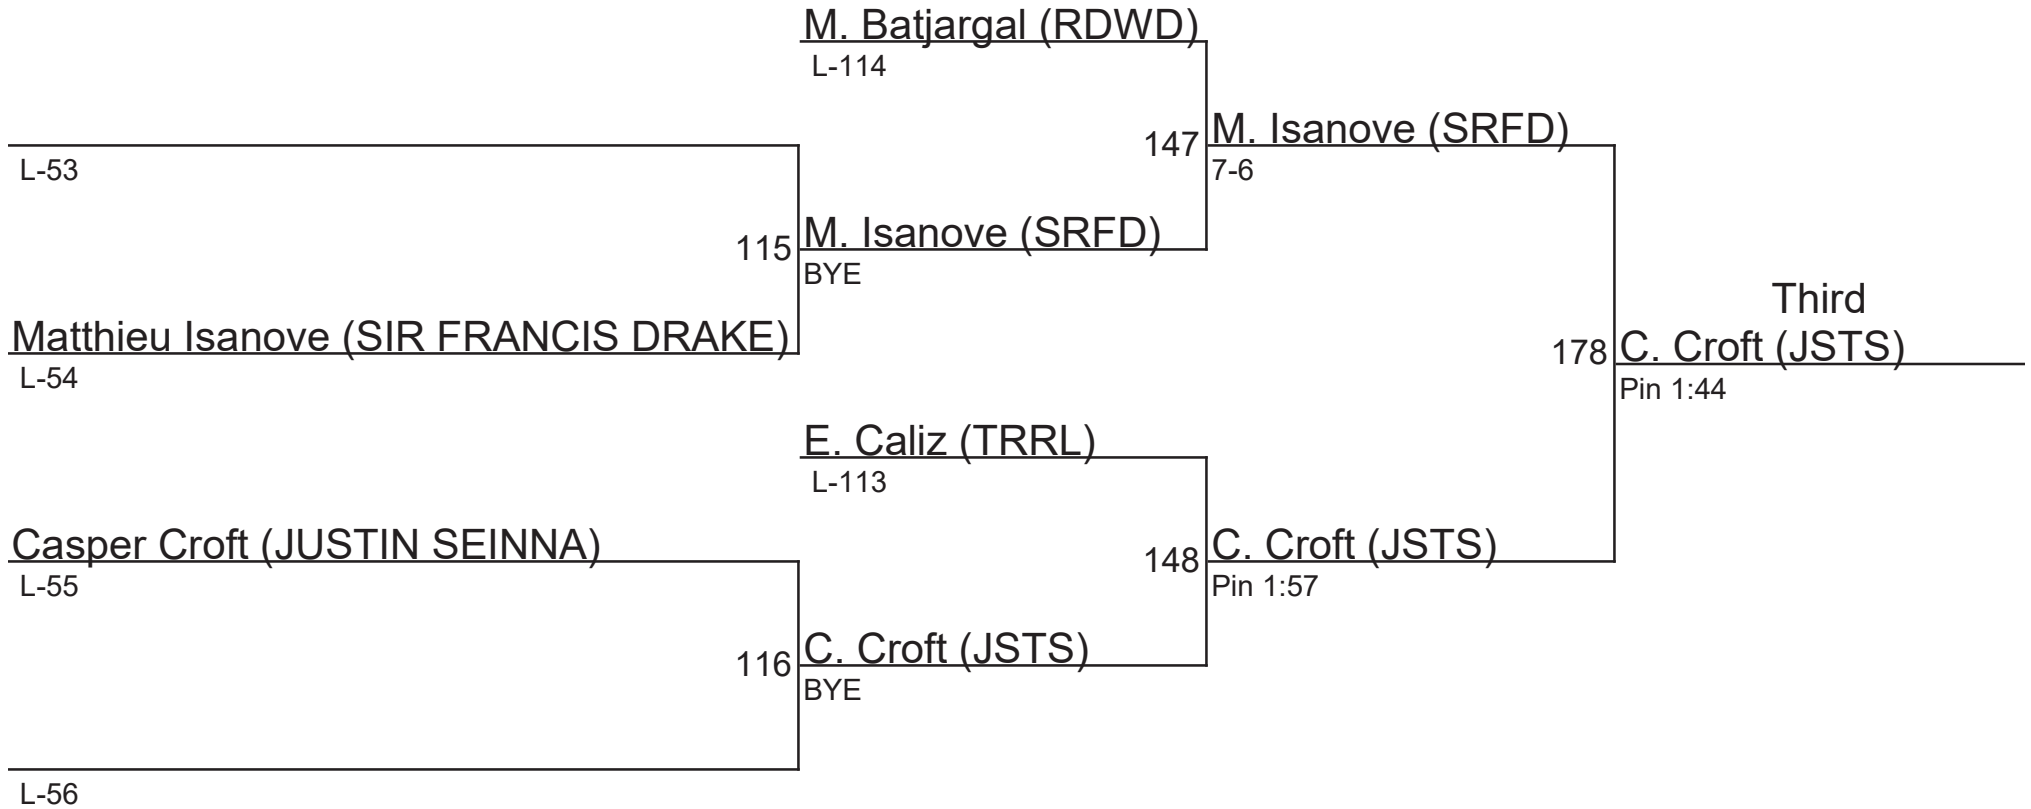 M. Batjargal (RDWD)
L-114
147 M. Isanove (SRFD)
7-6
L-53
115 M. Isanove (SRFD)
BYE
Matthieu Isanove (SIR FRANCIS DRAKE)
L-54
Third
178 C. Croft (JSTS)
Pin 1:44
E. Caliz (TRRL)
L-113
Casper Croft (JUSTIN SEINNA)
L-55
148 C. Croft (JSTS)
Pin 1:57
116 C. Croft (JSTS)
BYE
L-56